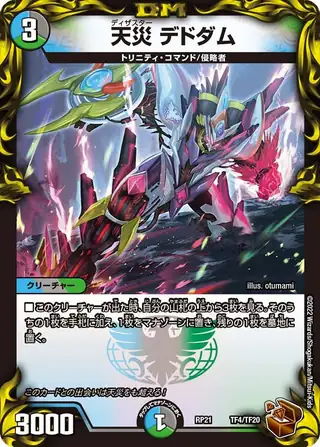 DM
3
ディザスター
天災 デドダム
トリニティ・コマンド/侵略者
illus. otumami
クリーチャー
■このクリーチャーが出た時、自分の山札の上から3枚を見る。そのう
ちの1枚を手札に加え、1枚をマナゾーンに置き、残りの1枚を墓地に
置く。
このカードとの出会いは天災をも超える!
3000
1
RP21
TF4/TF20